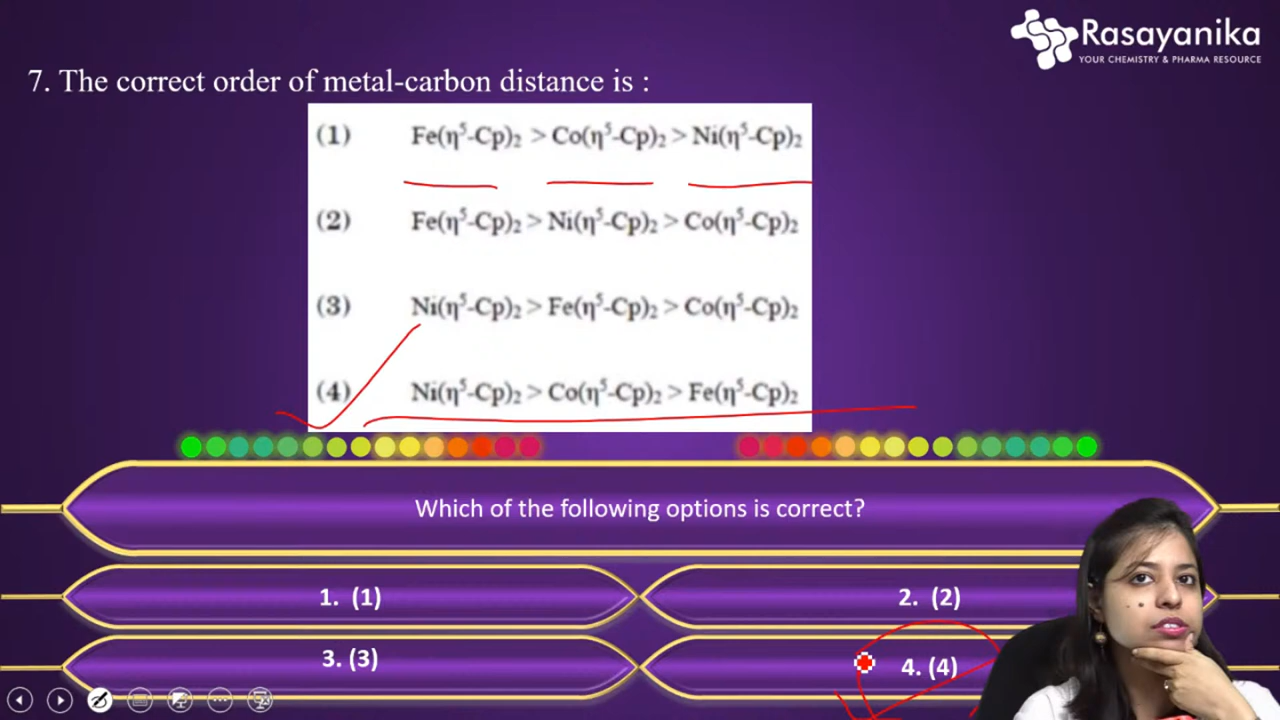 Rasayanika
YOUR CHEMISTRY & PHARMA RESOURCE
7. The correct order of metal-carbon distance is :
(1) Fe(η⁵-Cp)₂ > Co(η⁵-Cp)₂ > Ni(η⁵-Cp)₂
(2) Fe(η⁵-Cp)₂ > Ni(η⁵-Cp)₂ > Co(η⁵-Cp)₂
(3) Ni(η⁵-Cp)₂ > Fe(η⁵-Cp)₂ > Co(η⁵-Cp)₂
(4) Ni(η⁵-Cp)₂ > Co(η⁵-Cp)₂ > Fe(η⁵-Cp)₂
Which of the following options is correct?
1. (1)
2. (2)
3. (3)
4. (4)